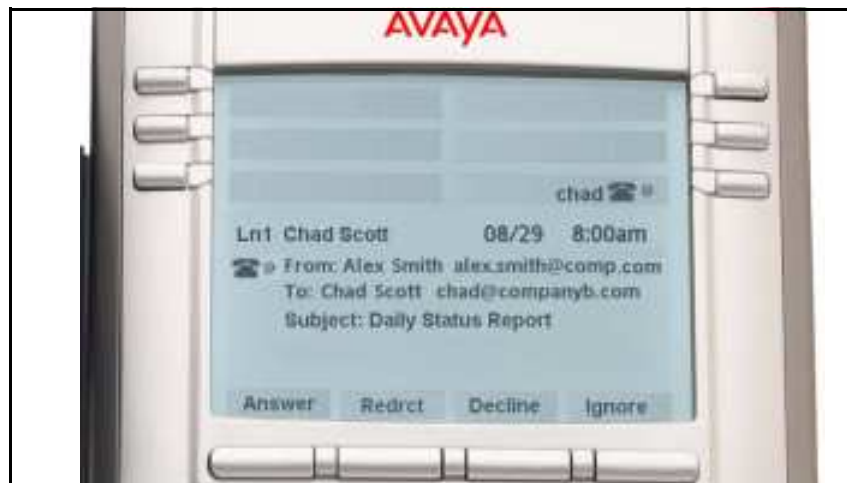 AVAYA
chad
Ln1 Chad Scott 08/29 8:00am
From: Alex Smith alex.smith@comp.com
To: Chad Scott chad@companyb.com
Subject: Daily Status Report
Answer Redrct Decline Ignore